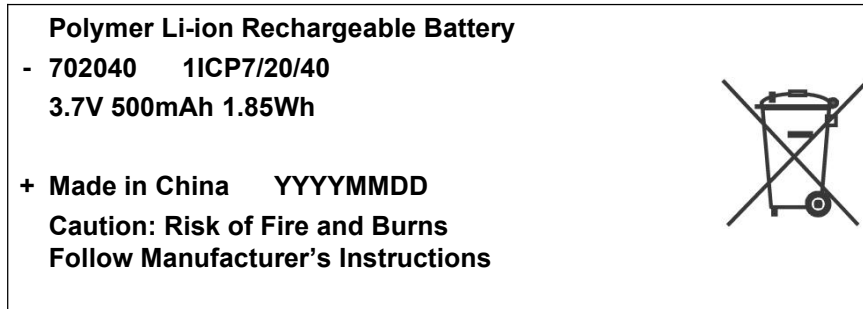 Polymer Li-ion Rechargeable Battery
- 702040 1ICP7/20/40
3.7V 500mAh 1.85Wh
+ Made in China YYYYMMDD
Caution: Risk of Fire and Burns
Follow Manufacturer’s Instructions